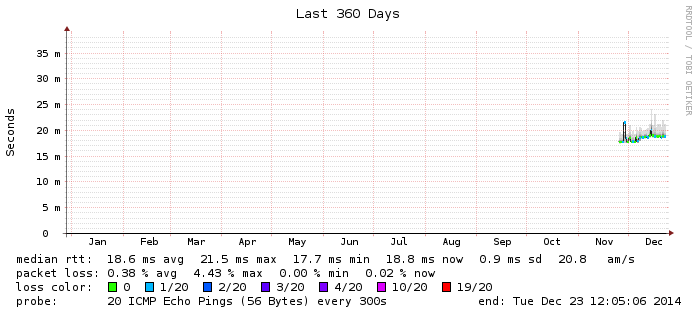 Last 360 Days
RRDTOOL / TOBI OETIKER
Seconds
35 m
30 m
25 m
20 m
15 m
10 m
5 m
0
Jan Feb Mar Apr May Jun Jul Aug Sep Oct Nov Dec
median rtt: 18.6 ms avg 21.5 ms max 17.7 ms min 18.8 ms now 0.9 ms sd 20.8 am/s
packet loss: 0.38 % avg 4.43 % max 0.00 % min 0.02 % now
loss color: 0 1/20 2/20 3/20 4/20 10/20 19/20
probe: 20 ICMP Echo Pings (56 Bytes) every 300s end: Tue Dec 23 12:05:06 2014